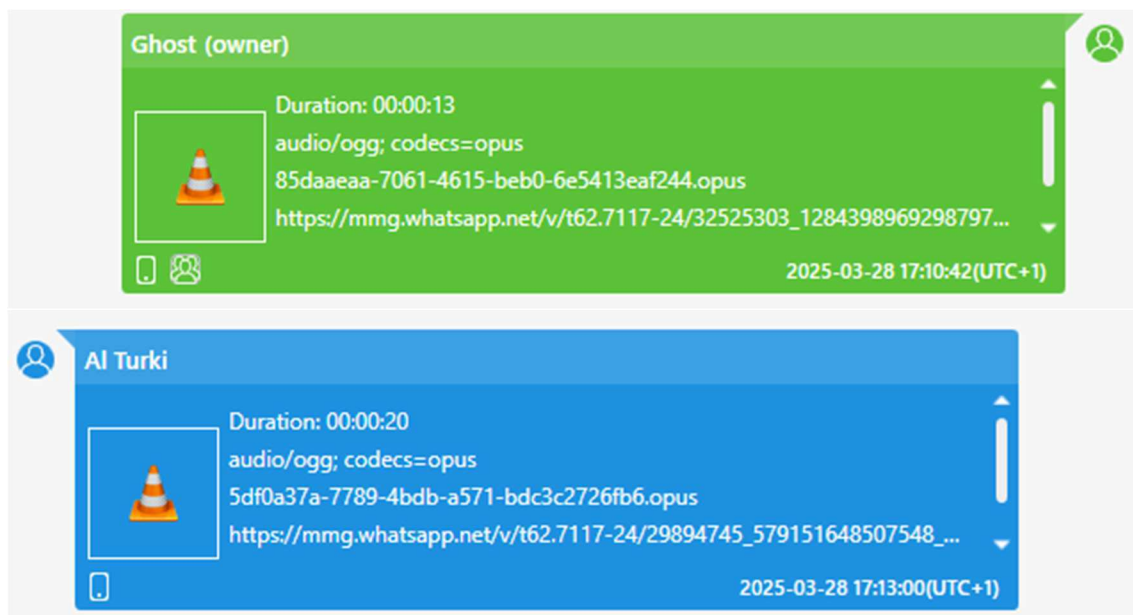 Ghost (owner)
Duration: 00:00:13
audio/ogg; codecs=opus
85daaeaa-7061-4615-beb0-6e5413eaf244.opus
https://mmg.whatsapp.net/v/t62.7117-24/32525303_1284398969298797...
2025-03-28 17:10:42(UTC+1)
Al Turki
Duration: 00:00:20
audio/ogg; codecs=opus
5df0a37a-7789-4bdb-a571-bdc3c2726fb6.opus
https://mmg.whatsapp.net/v/t62.7117-24/29894745_579151648507548_...
2025-03-28 17:13:00(UTC+1)